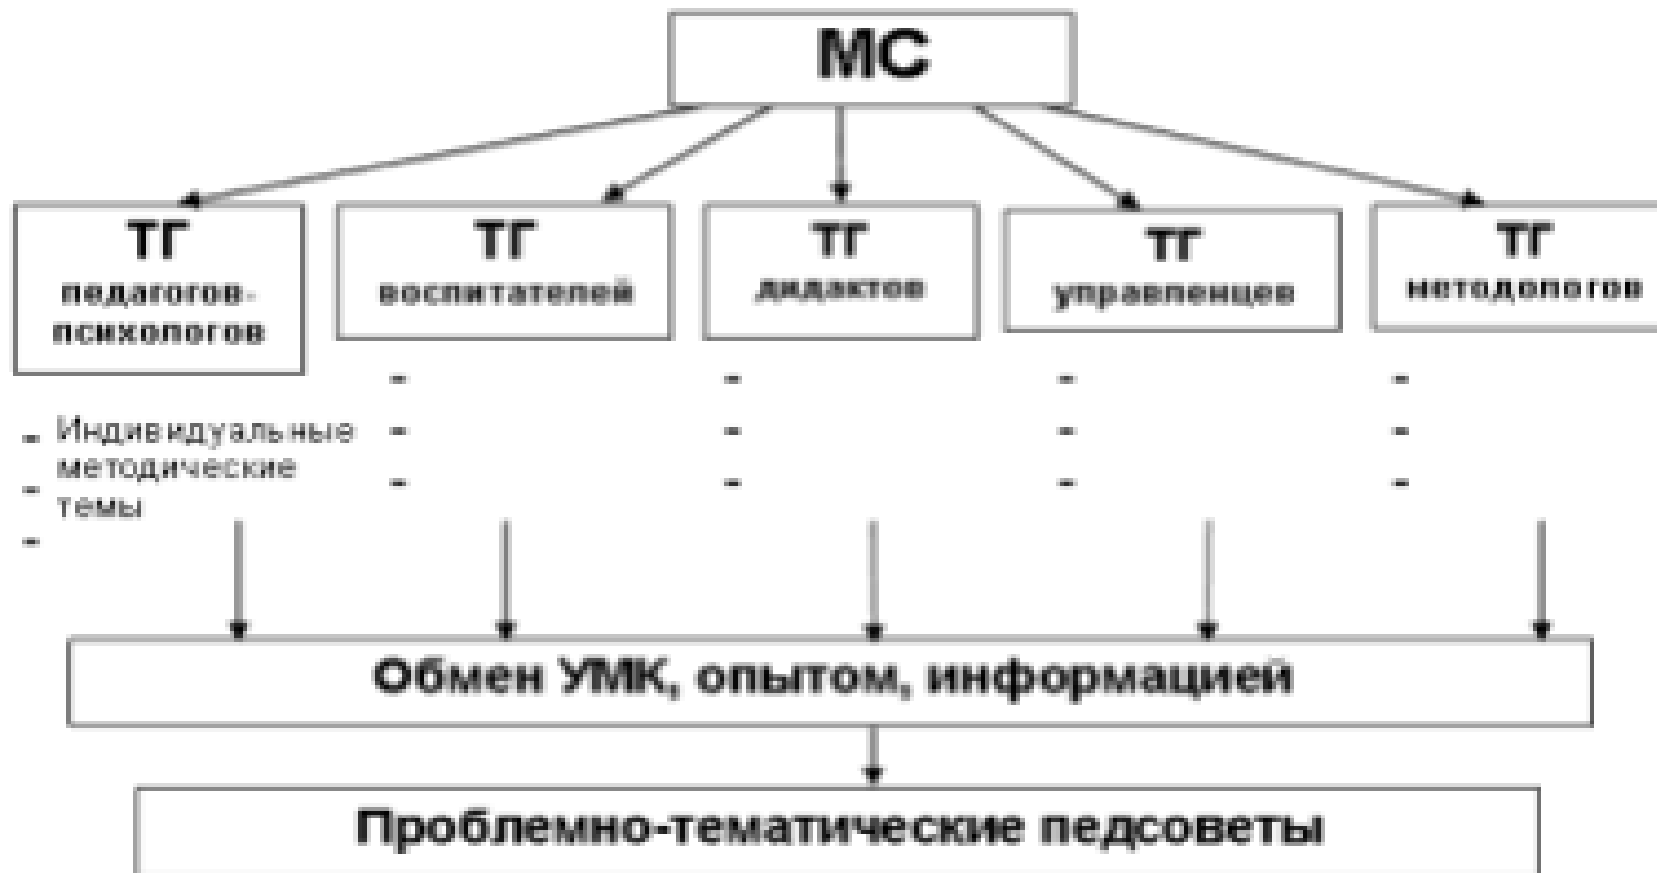 МС
ТГ
педагогов-
психологов
ТГ
воспитателей
ТГ
дидактов
ТГ
управленцев
ТГ
методологов
- Индивидуальные
методические
- темы
-
-
-
-
-
-
-
-
-
-
-
-
-
Обмен УМК, опытом, информацией
Проблемно-тематические педсоветы